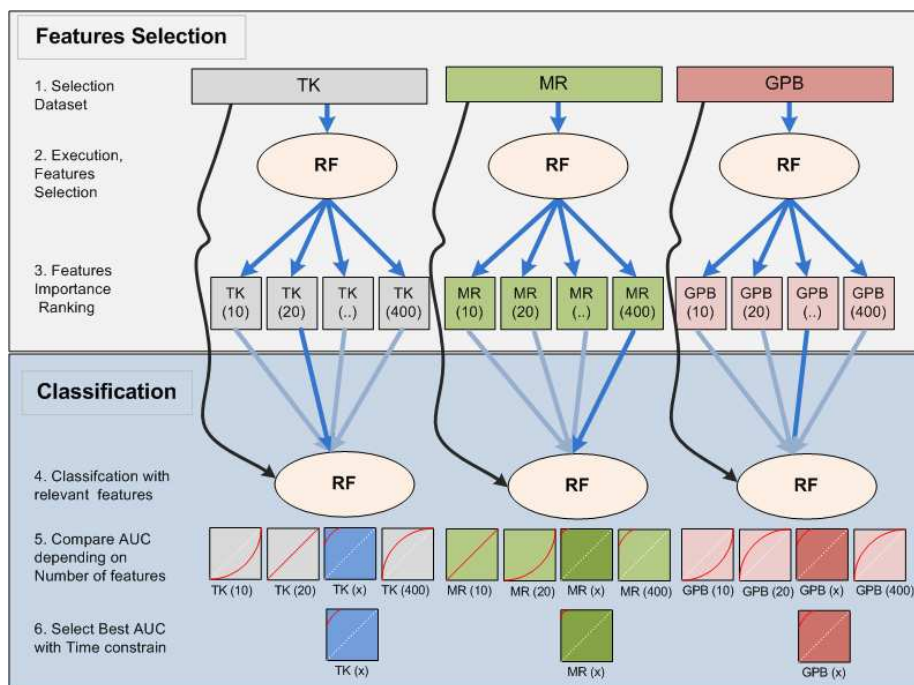 Features Selection
1. Selection
Dataset
TK
MR
GPB
2. Execution,
Features
Selection
RF
RF
RF
3. Features
Importance
Ranking
TK
(10)
TK
(20)
TK
(..)
TK
(400)
MR
(10)
MR
(20)
MR
(..)
MR
(400)
GPB
(10)
GPB
(20)
GPB
(..)
GPB
(400)
Classification
4. Classifcation with
relevant features
RF
RF
RF
5. Compare AUC
depending on
Number of features
TK (10)
TK (20)
TK (x)
TK (400)
MR (10)
MR (20)
MR (x)
MR (400)
GPB (10)
GPB (20)
GPB (x)
GPB (400)
6. Select Best AUC
with Time constrain
TK (x)
MR (x)
GPB (x)